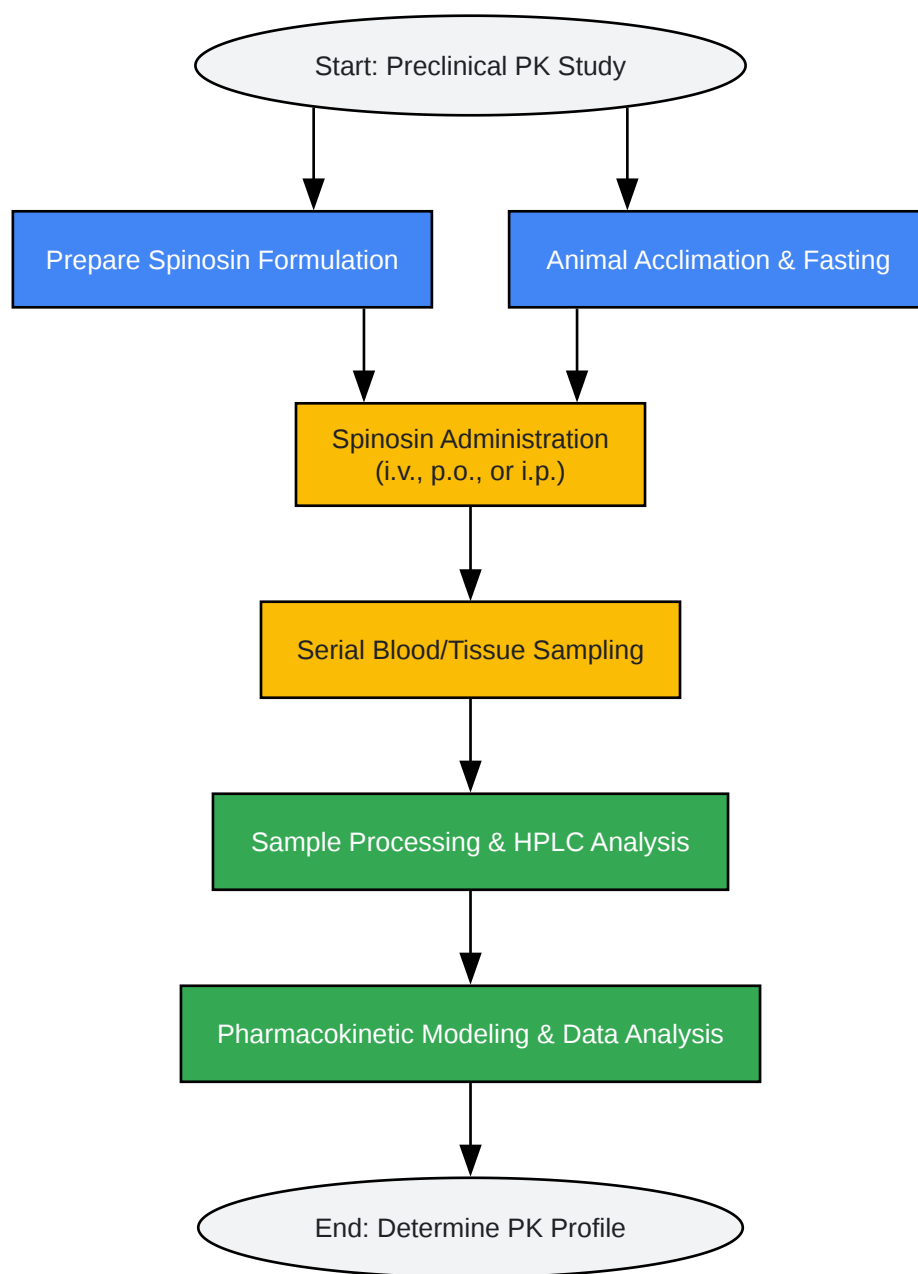 Start: Preclinical PK Study
Prepare Spinosin Formulation
Animal Acclimation & Fasting
Spinosin Administration
(i.v., p.o., or i.p.)
Serial Blood/Tissue Sampling
Sample Processing & HPLC Analysis
Pharmacokinetic Modeling & Data Analysis
End: Determine PK Profile